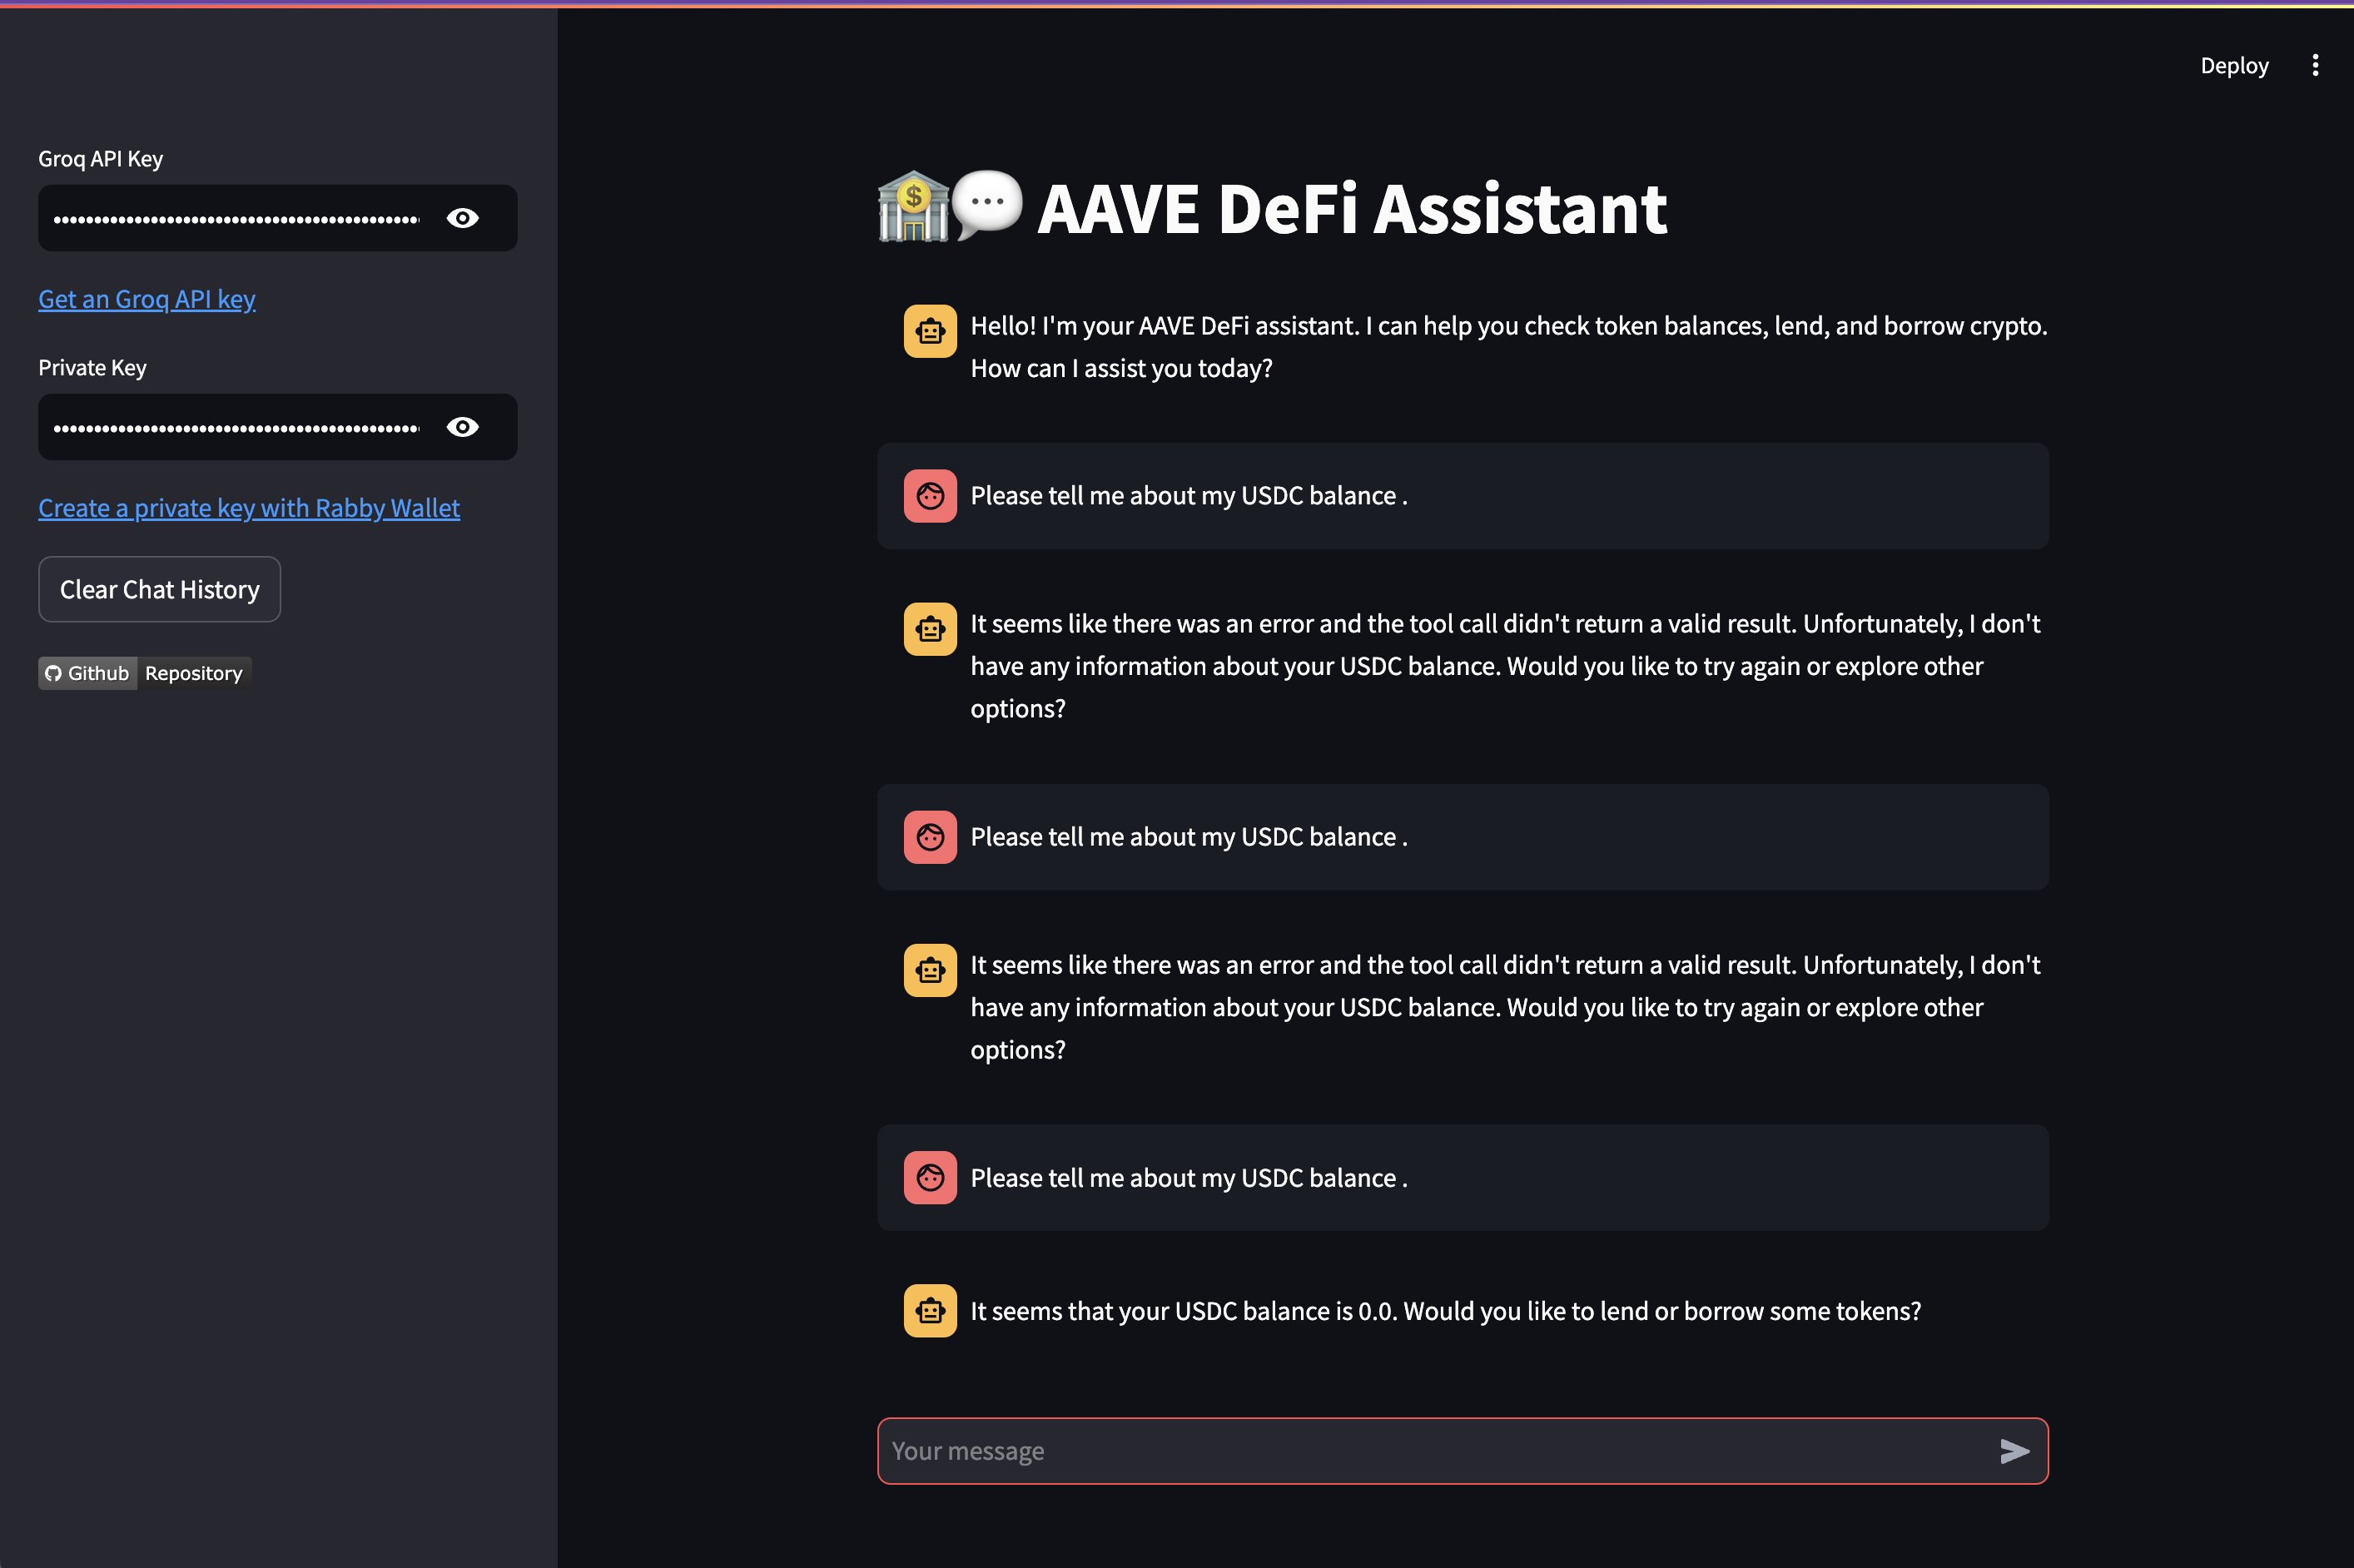 Deploy
Groq API Key
Get an Groq API key
Private Key
Create a private key with Rabby Wallet
Clear Chat History
Github Repository
AAVE DeFi Assistant
Hello! I'm your AAVE DeFi assistant. I can help you check token balances, lend, and borrow crypto.
How can I assist you today?
Please tell me about my USDC balance .
It seems like there was an error and the tool call didn't return a valid result. Unfortunately, I don't
have any information about your USDC balance. Would you like to try again or explore other
options?
Please tell me about my USDC balance .
It seems like there was an error and the tool call didn't return a valid result. Unfortunately, I don't
have any information about your USDC balance. Would you like to try again or explore other
options?
Please tell me about my USDC balance .
It seems that your USDC balance is 0.0. Would you like to lend or borrow some tokens?
Your message